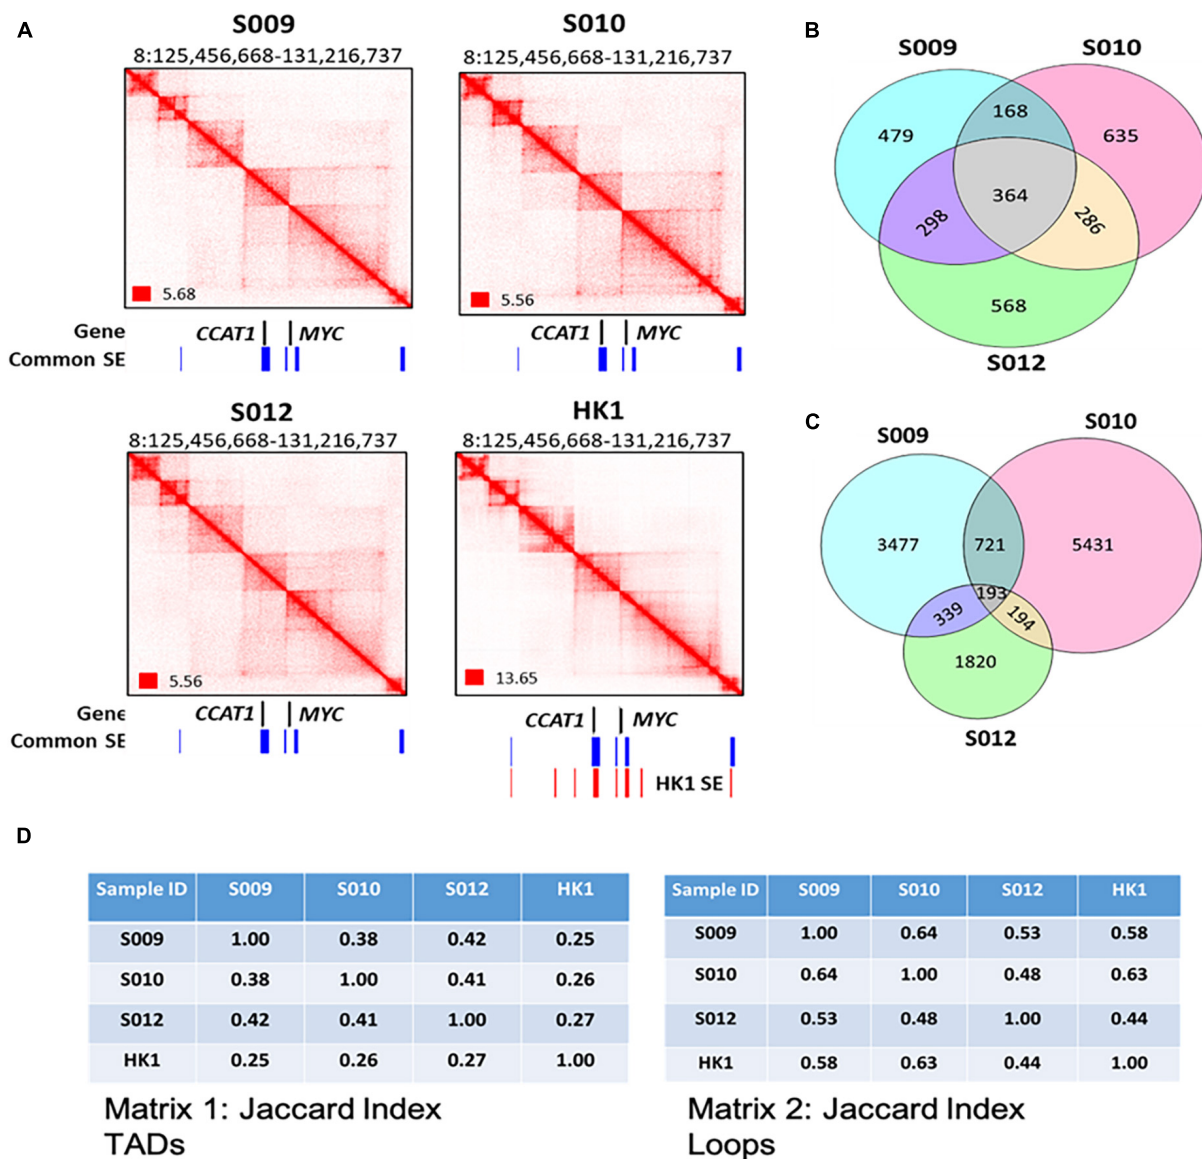 A
S009
8:125,456,668-131,216,737
5.68
Gene
CCAT1
MYC
Common SE
S010
8:125,456,668-131,216,737
5.56
CCAT1
MYC
S012
8:125,456,668-131,216,737
5.56
Gene
CCAT1
MYC
Common SE
HK1
8:125,456,668-131,216,737
13.65
CCAT1
MYC
HK1 SE
B
S009
S010
168
479
635
364
298
286
568
S012
C
S009
S010
3477
721
5431
193
339
194
1820
S012
D
Sample ID S009 S010 S012 HK1
S009 1.00 0.38 0.42 0.25
S010 0.38 1.00 0.41 0.26
S012 0.42 0.41 1.00 0.27
HK1 0.25 0.26 0.27 1.00
Matrix 1: Jaccard Index
TADs
Sample ID S009 S010 S012 HK1
S009 1.00 0.64 0.53 0.58
S010 0.64 1.00 0.48 0.63
S012 0.53 0.48 1.00 0.44
HK1 0.58 0.63 0.44 1.00
Matrix 2: Jaccard Index
Loops